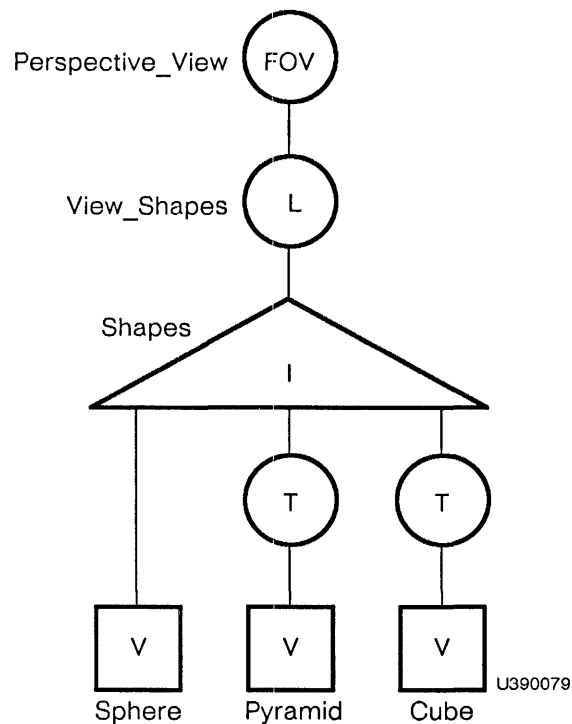 Perspective_View FOV
View_Shapes L
Shapes
I
T T
V V V
U390079
Sphere Pyramid Cube